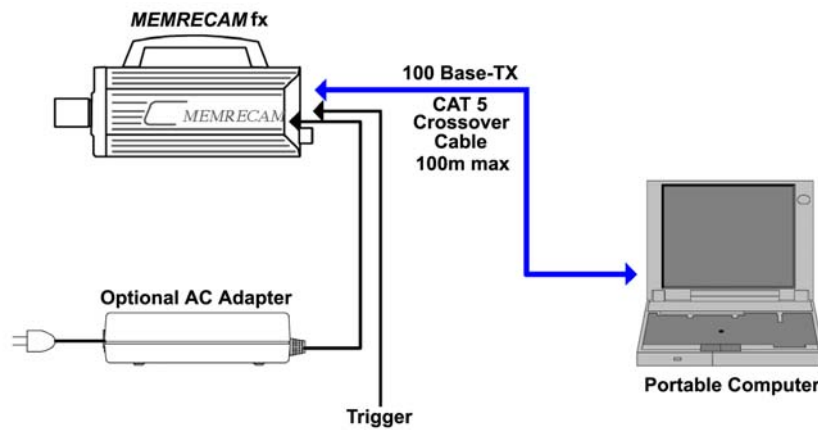 MEMRECAM fx
MEMRECAM
100 Base-TX
CAT 5
Crossover
Cable
100m max
Optional AC Adapter
Trigger
Portable Computer